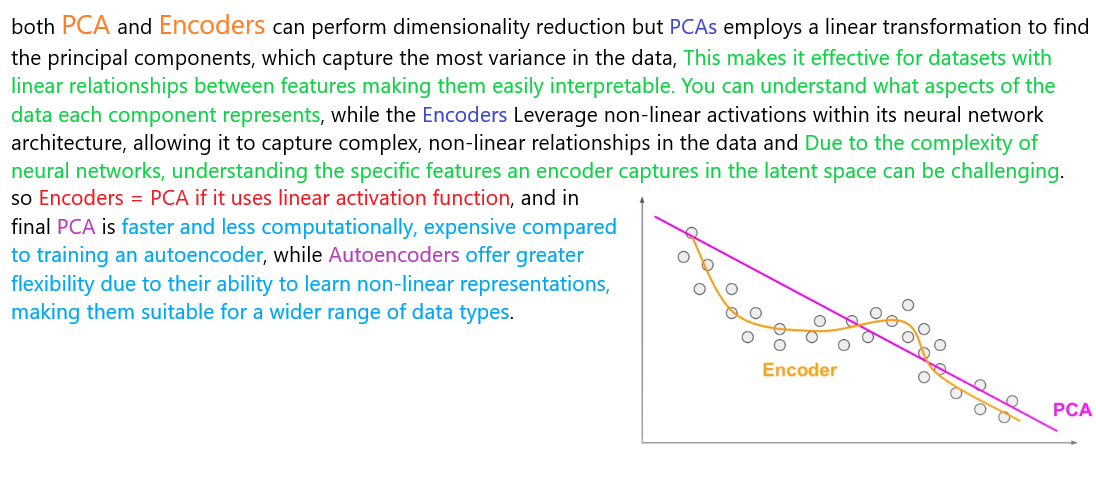 both PCA and Encoders can perform dimensionality reduction but PCAs employs a linear transformation to find
the principal components, which capture the most variance in the data, This makes it effective for datasets with
linear relationships between features making them easily interpretable. You can understand what aspects of the
data each component represents, while the Encoders Leverage non-linear activations within its neural network
architecture, allowing it to capture complex, non-linear relationships in the data and Due to the complexity of
neural networks, understanding the specific features an encoder captures in the latent space can be challenging.
so Encoders = PCA if it uses linear activation function, and in
final PCA is faster and less computationally, expensive compared
to training an autoencoder, while Autoencoders offer greater
flexibility due to their ability to learn non-linear representations,
making them suitable for a wider range of data types.
Encoder
PCA